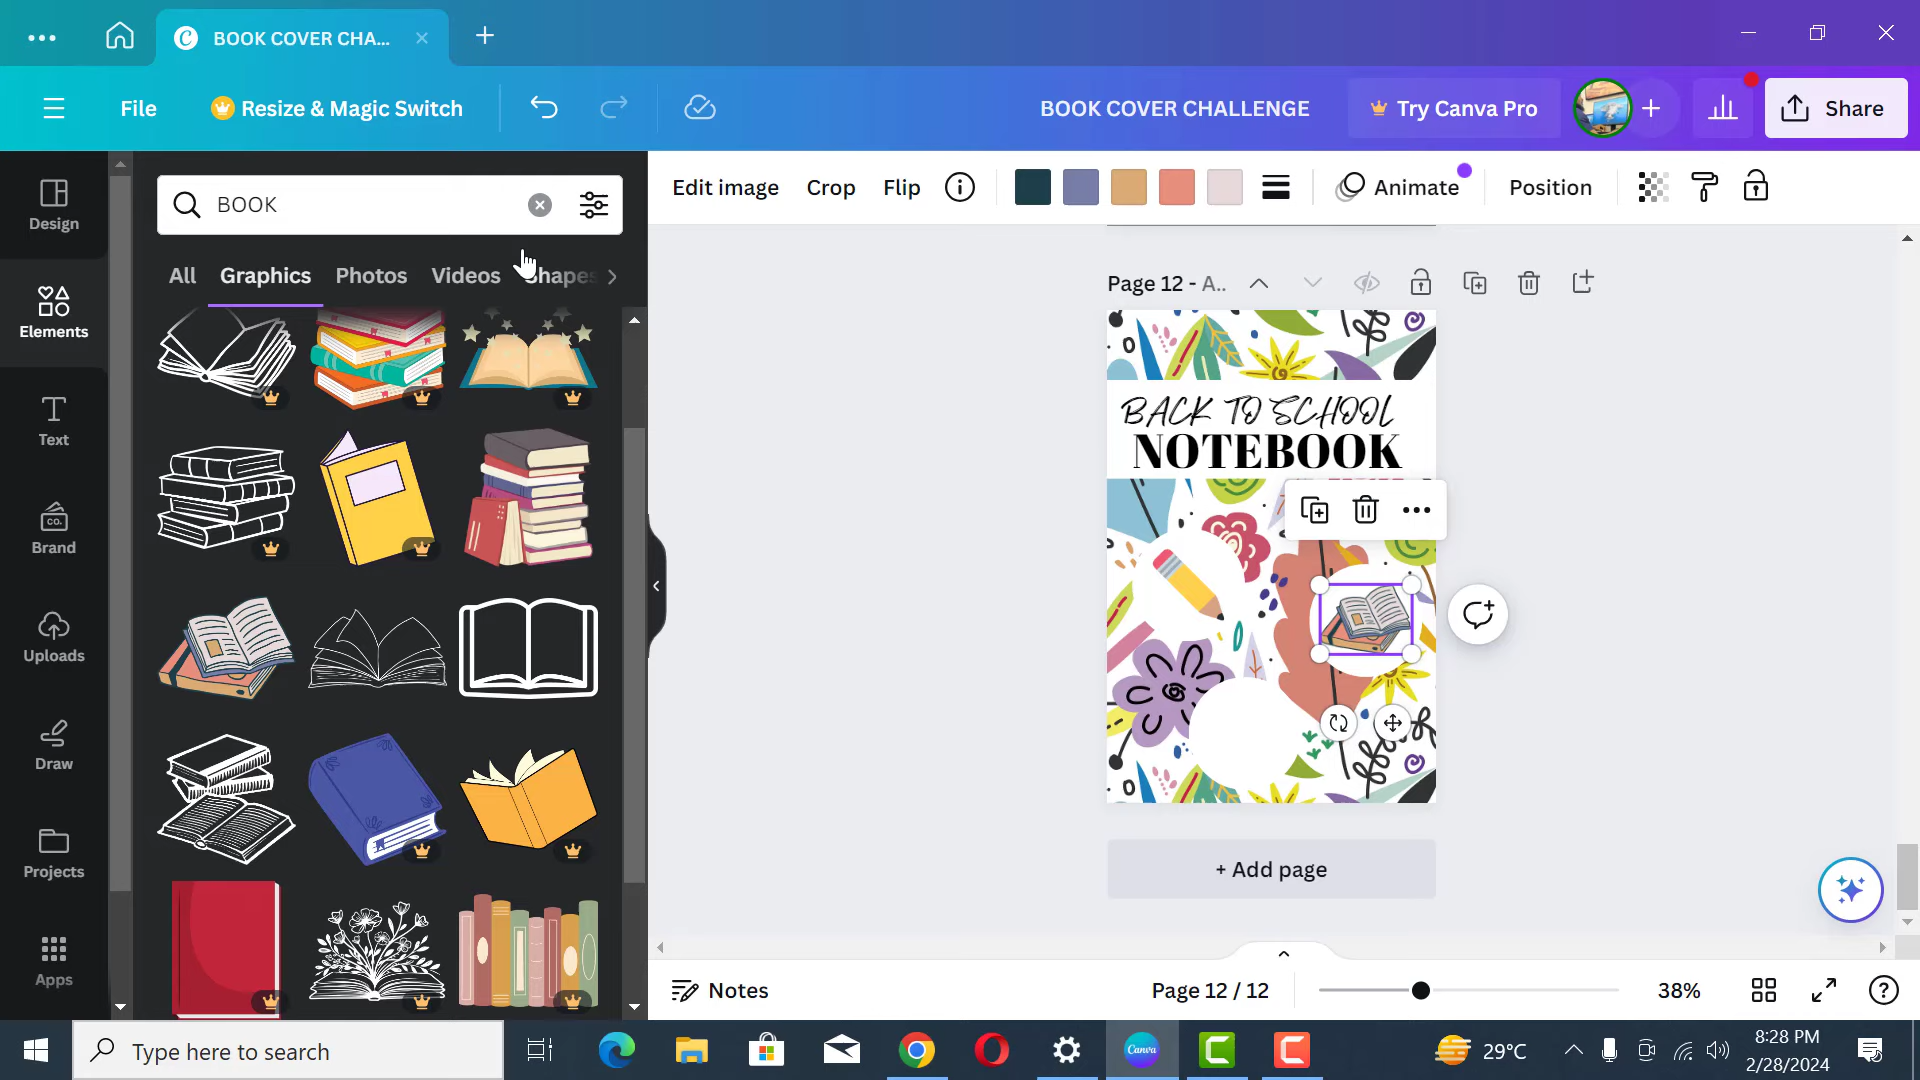 BOOK COVER CHA...
File
Resize & Magic Switch
BOOK COVER CHALLENGE
Try Canva Pro
Share
Design
Elements
Text
Brand
Uploads
Draw
Projects
Apps
CO.
BOOK
All
Graphics
Photos
Videos
Shapes
Edit image
Crop
Flip
Animate
Position
Page 12 - A...
BACK TO SCHOOL
NOTEBOOK
+ Add page
Notes
Page 12 / 12
38%
Type here to search
Canva
29°C
8:28 PM
2/28/2024